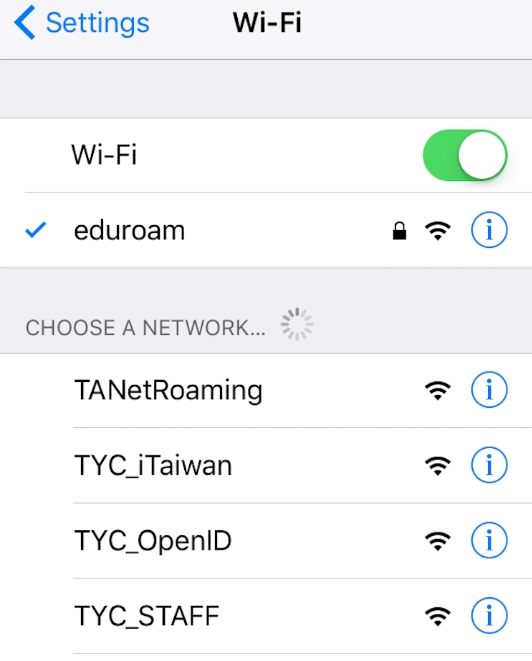 Settings
Wi-Fi
Wi-Fi
eduroam
CHOOSE A NETWORK...
TANetRoaming
TYC_iTaiwan
TYC_OpenID
TYC_STAFF